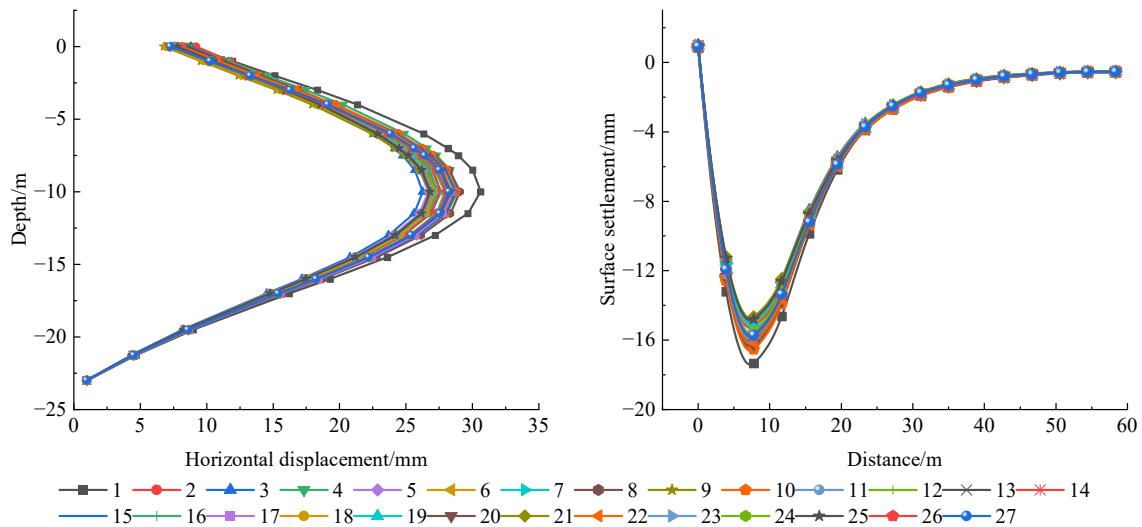 0
−5
−10
−15
−20
−25
Depth/m
0 5 10 15 20 25 30 35
Horizontal displacement/mm
0
−4
−8
−12
−16
−20
Surface settlement/mm
0 10 20 30 40 50 60
Distance/m
1 2 3 4 5 6 7 8 9 10 11 12 13 14
15 16 17 18 19 20 21 22 23 24 25 26 27